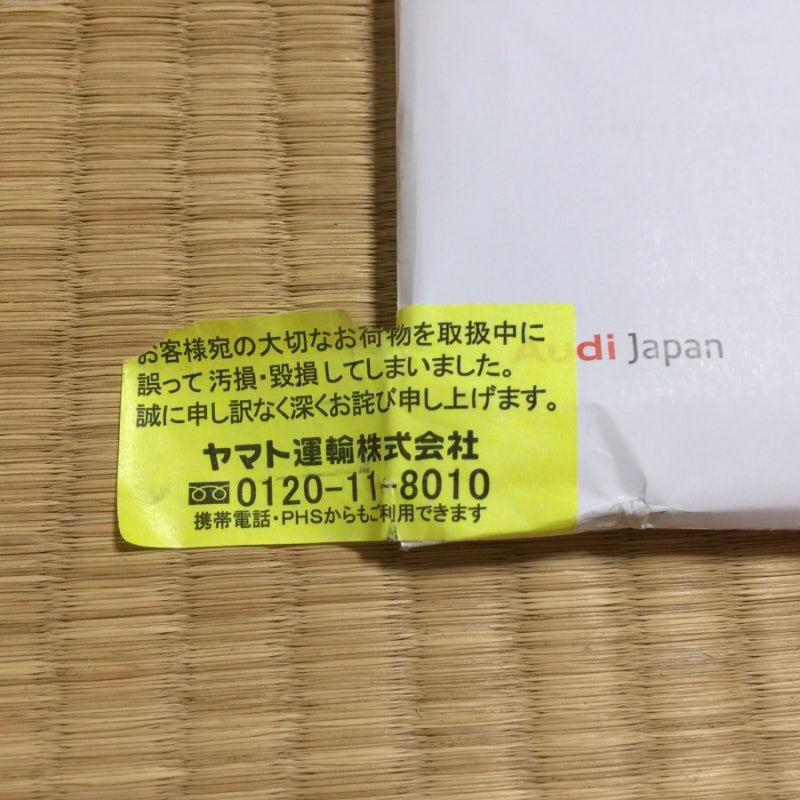 お客様宛の大切なお荷物を取扱中に
誤って汚損・毀損してしまいました。
誠に申し訳なく深くお詫び申し上げます。
ヤマト運輸株式会社
0120-11-8010
携帯電話・PHSからもご利用できます
Audi Japan